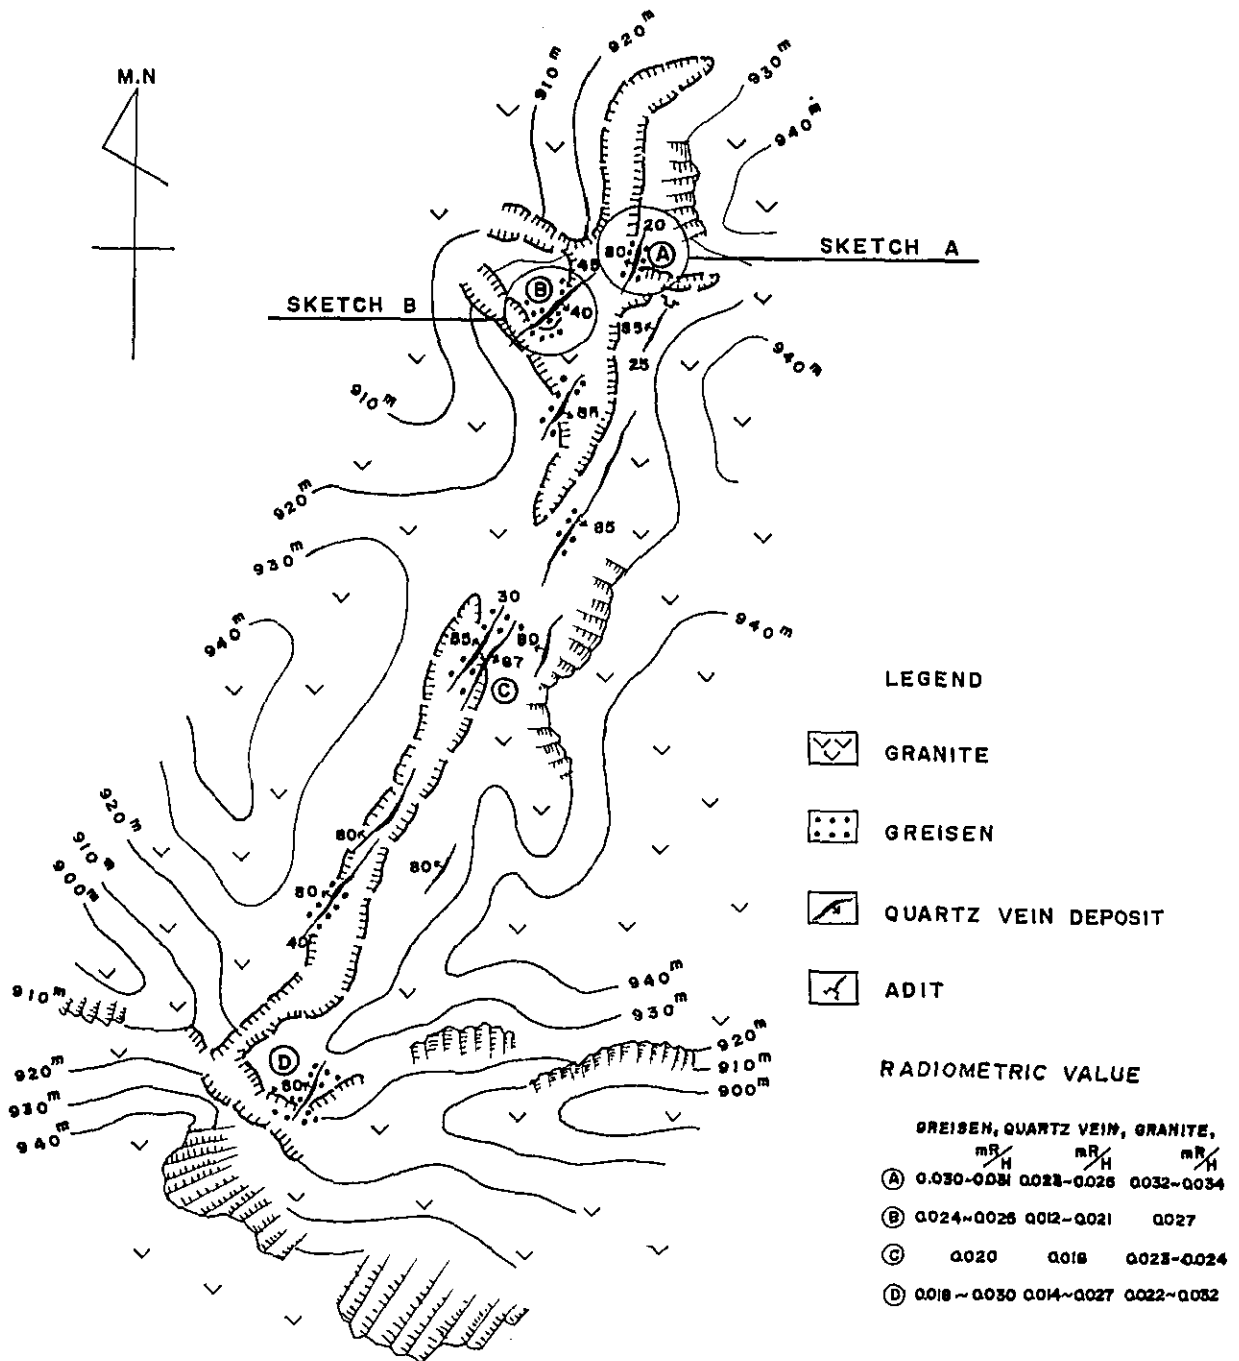 M.N
910m
920m
930m
940m
20
80
A
SKETCH A
45
B
SKETCH B
40
85
25
940m
910m
85
920m
85
930m
30
940m
85
80
87
940m
C
LEGEND
GRANITE
920m
910m
900m
80
80
GREISEN
80
QUARTZ VEIN DEPOSIT
40
940m
910m
ADIT
930m
920m
D
910m
920m
80
900m
930m
940m
RADIOMETRIC VALUE
GREISEN, QUARTZ VEIN, GRANITE,
mR/H mR/H mR/H
A 0.030~0.031 0.023~0.026 0.032~0.034
B 0.024~0.025 0.012~0.021 0.027
C 0.020 0.018 0.023~0.024
D 0.018~0.030 0.014~0.027 0.022~0.032